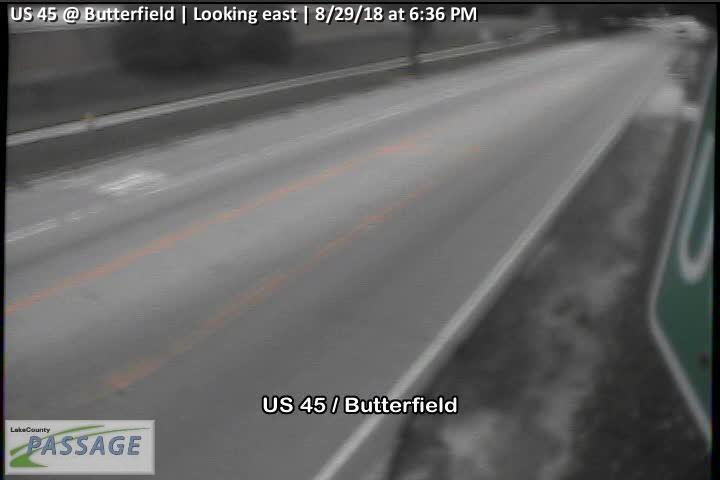 US 45 @ Butterfield | Looking east | 8/29/18 at 6:36 PM
US 45 / Butterfield
LakeCounty
PASSAGE